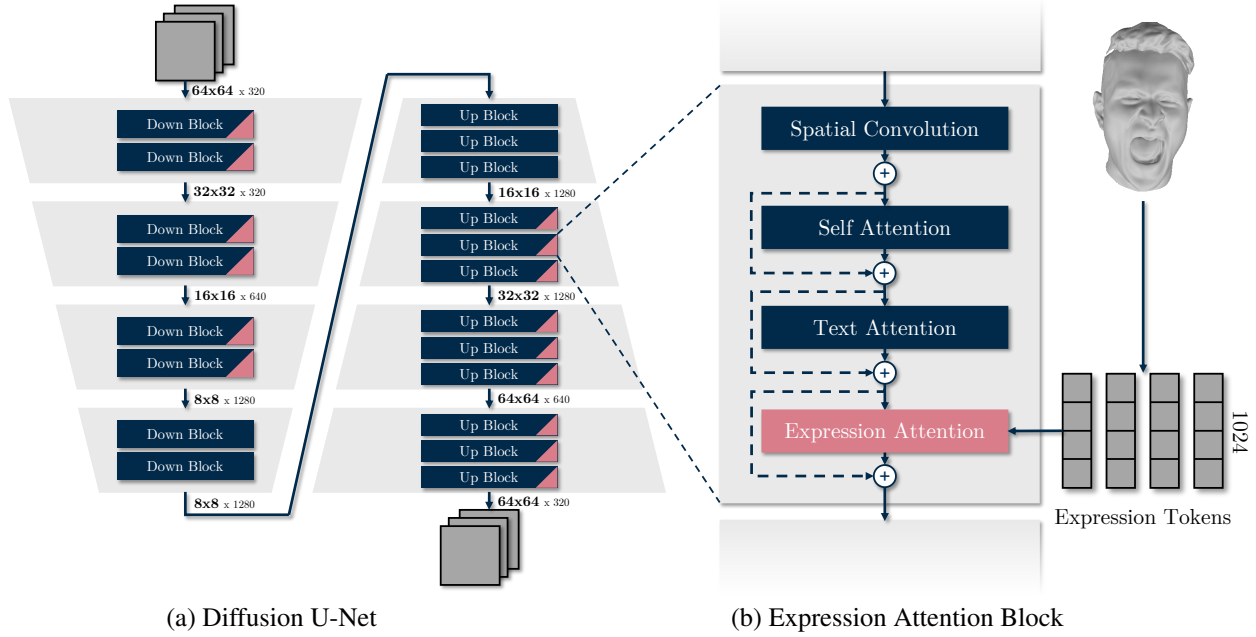 64x64 x 320
Down Block
Down Block
32x32 x 320
Down Block
Down Block
16x16 x 640
Down Block
Down Block
8x8 x 1280
Down Block
Down Block
8x8 x 1280
Up Block
Up Block
Up Block
16x16 x 1280
Up Block
Up Block
Up Block
32x32 x 1280
Up Block
Up Block
Up Block
64x64 x 640
Up Block
Up Block
Up Block
64x64 x 320
(a) Diffusion U-Net
Spatial Convolution
+
Self Attention
+
Text Attention
+
Expression Attention
+
1024
Expression Tokens
(b) Expression Attention Block